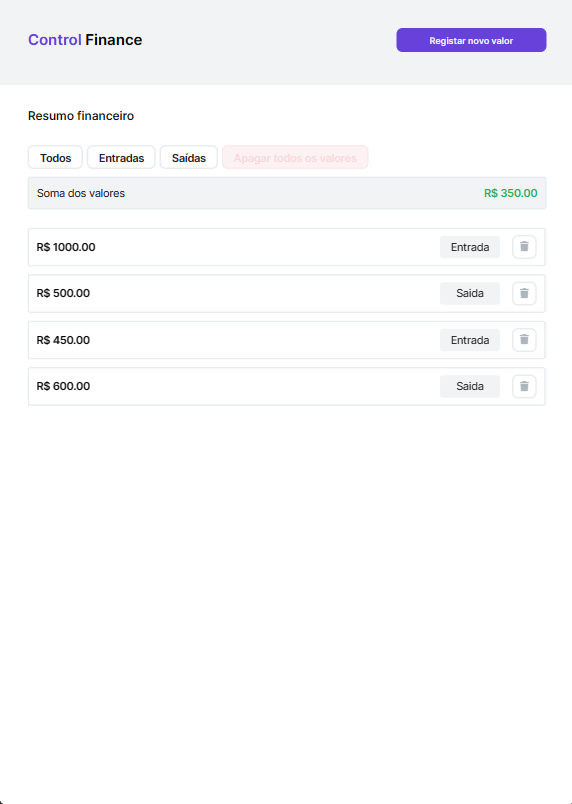 Control Finance
Registar novo valor
Resumo financeiro
Todos Entradas Saídas Apagar todos os valores
Soma dos valores R$ 350.00
R$ 1000.00 Entrada
R$ 500.00 Saida
R$ 450.00 Entrada
R$ 600.00 Saida